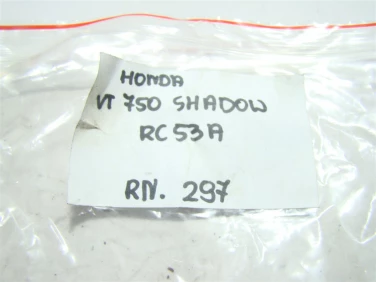 HONDA
VT 750 SHADOW
RC53A
RN. 297